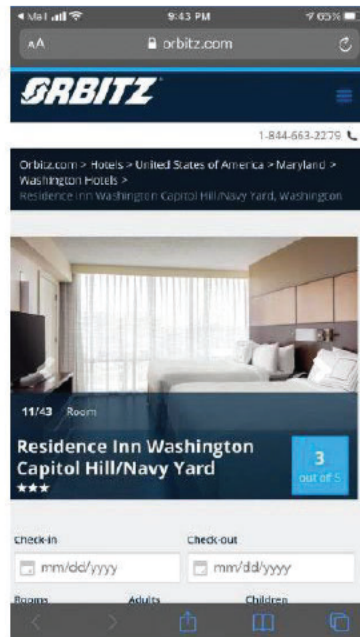 9:43 PM
65%
AA
orbitz.com
ORBITZ
1-844-663-2279
Orbitz.com > Hotels > United States of America > Maryland >
Washington Hotels >
Residence Inn Washington Capitol Hill/Navy Yard, Washington
11/43 Room
Residence Inn Washington
Capitol Hill/Navy Yard
3
out of 5
Check-in Check-out
mm/dd/yyyy mm/dd/yyyy
Rooms Adults Children